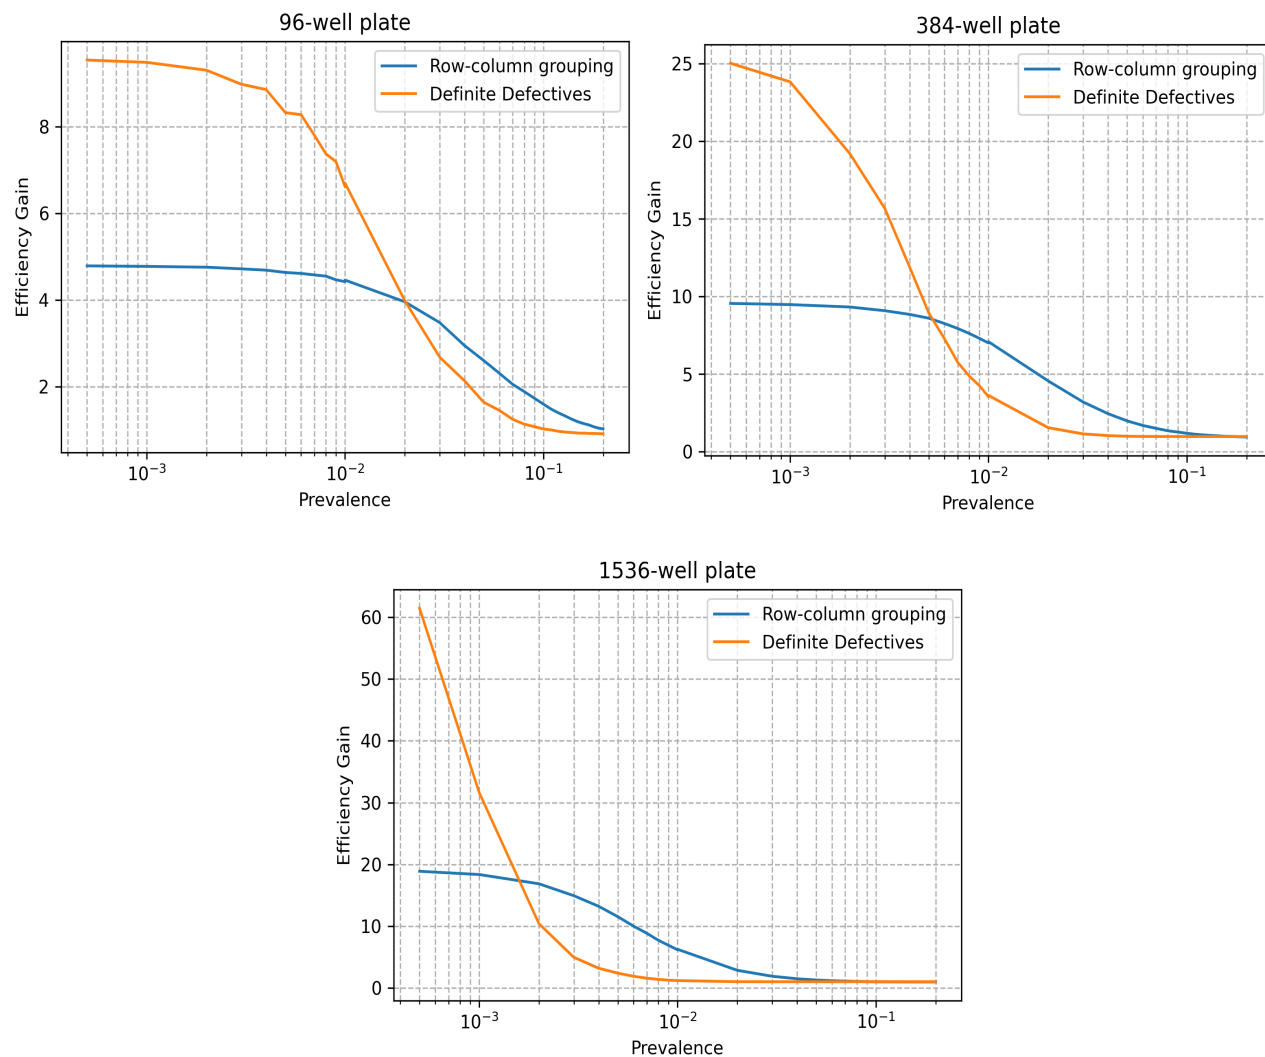 96-well plate
Row-column grouping
Definite Defectives
Efficiency Gain
8
6
4
2
10⁻³
10⁻²
10⁻¹
Prevalence
384-well plate
Row-column grouping
Definite Defectives
Efficiency Gain
25
20
15
10
5
0
10⁻³
10⁻²
10⁻¹
Prevalence
1536-well plate
Row-column grouping
Definite Defectives
Efficiency Gain
60
50
40
30
20
10
0
10⁻³
10⁻²
10⁻¹
Prevalence